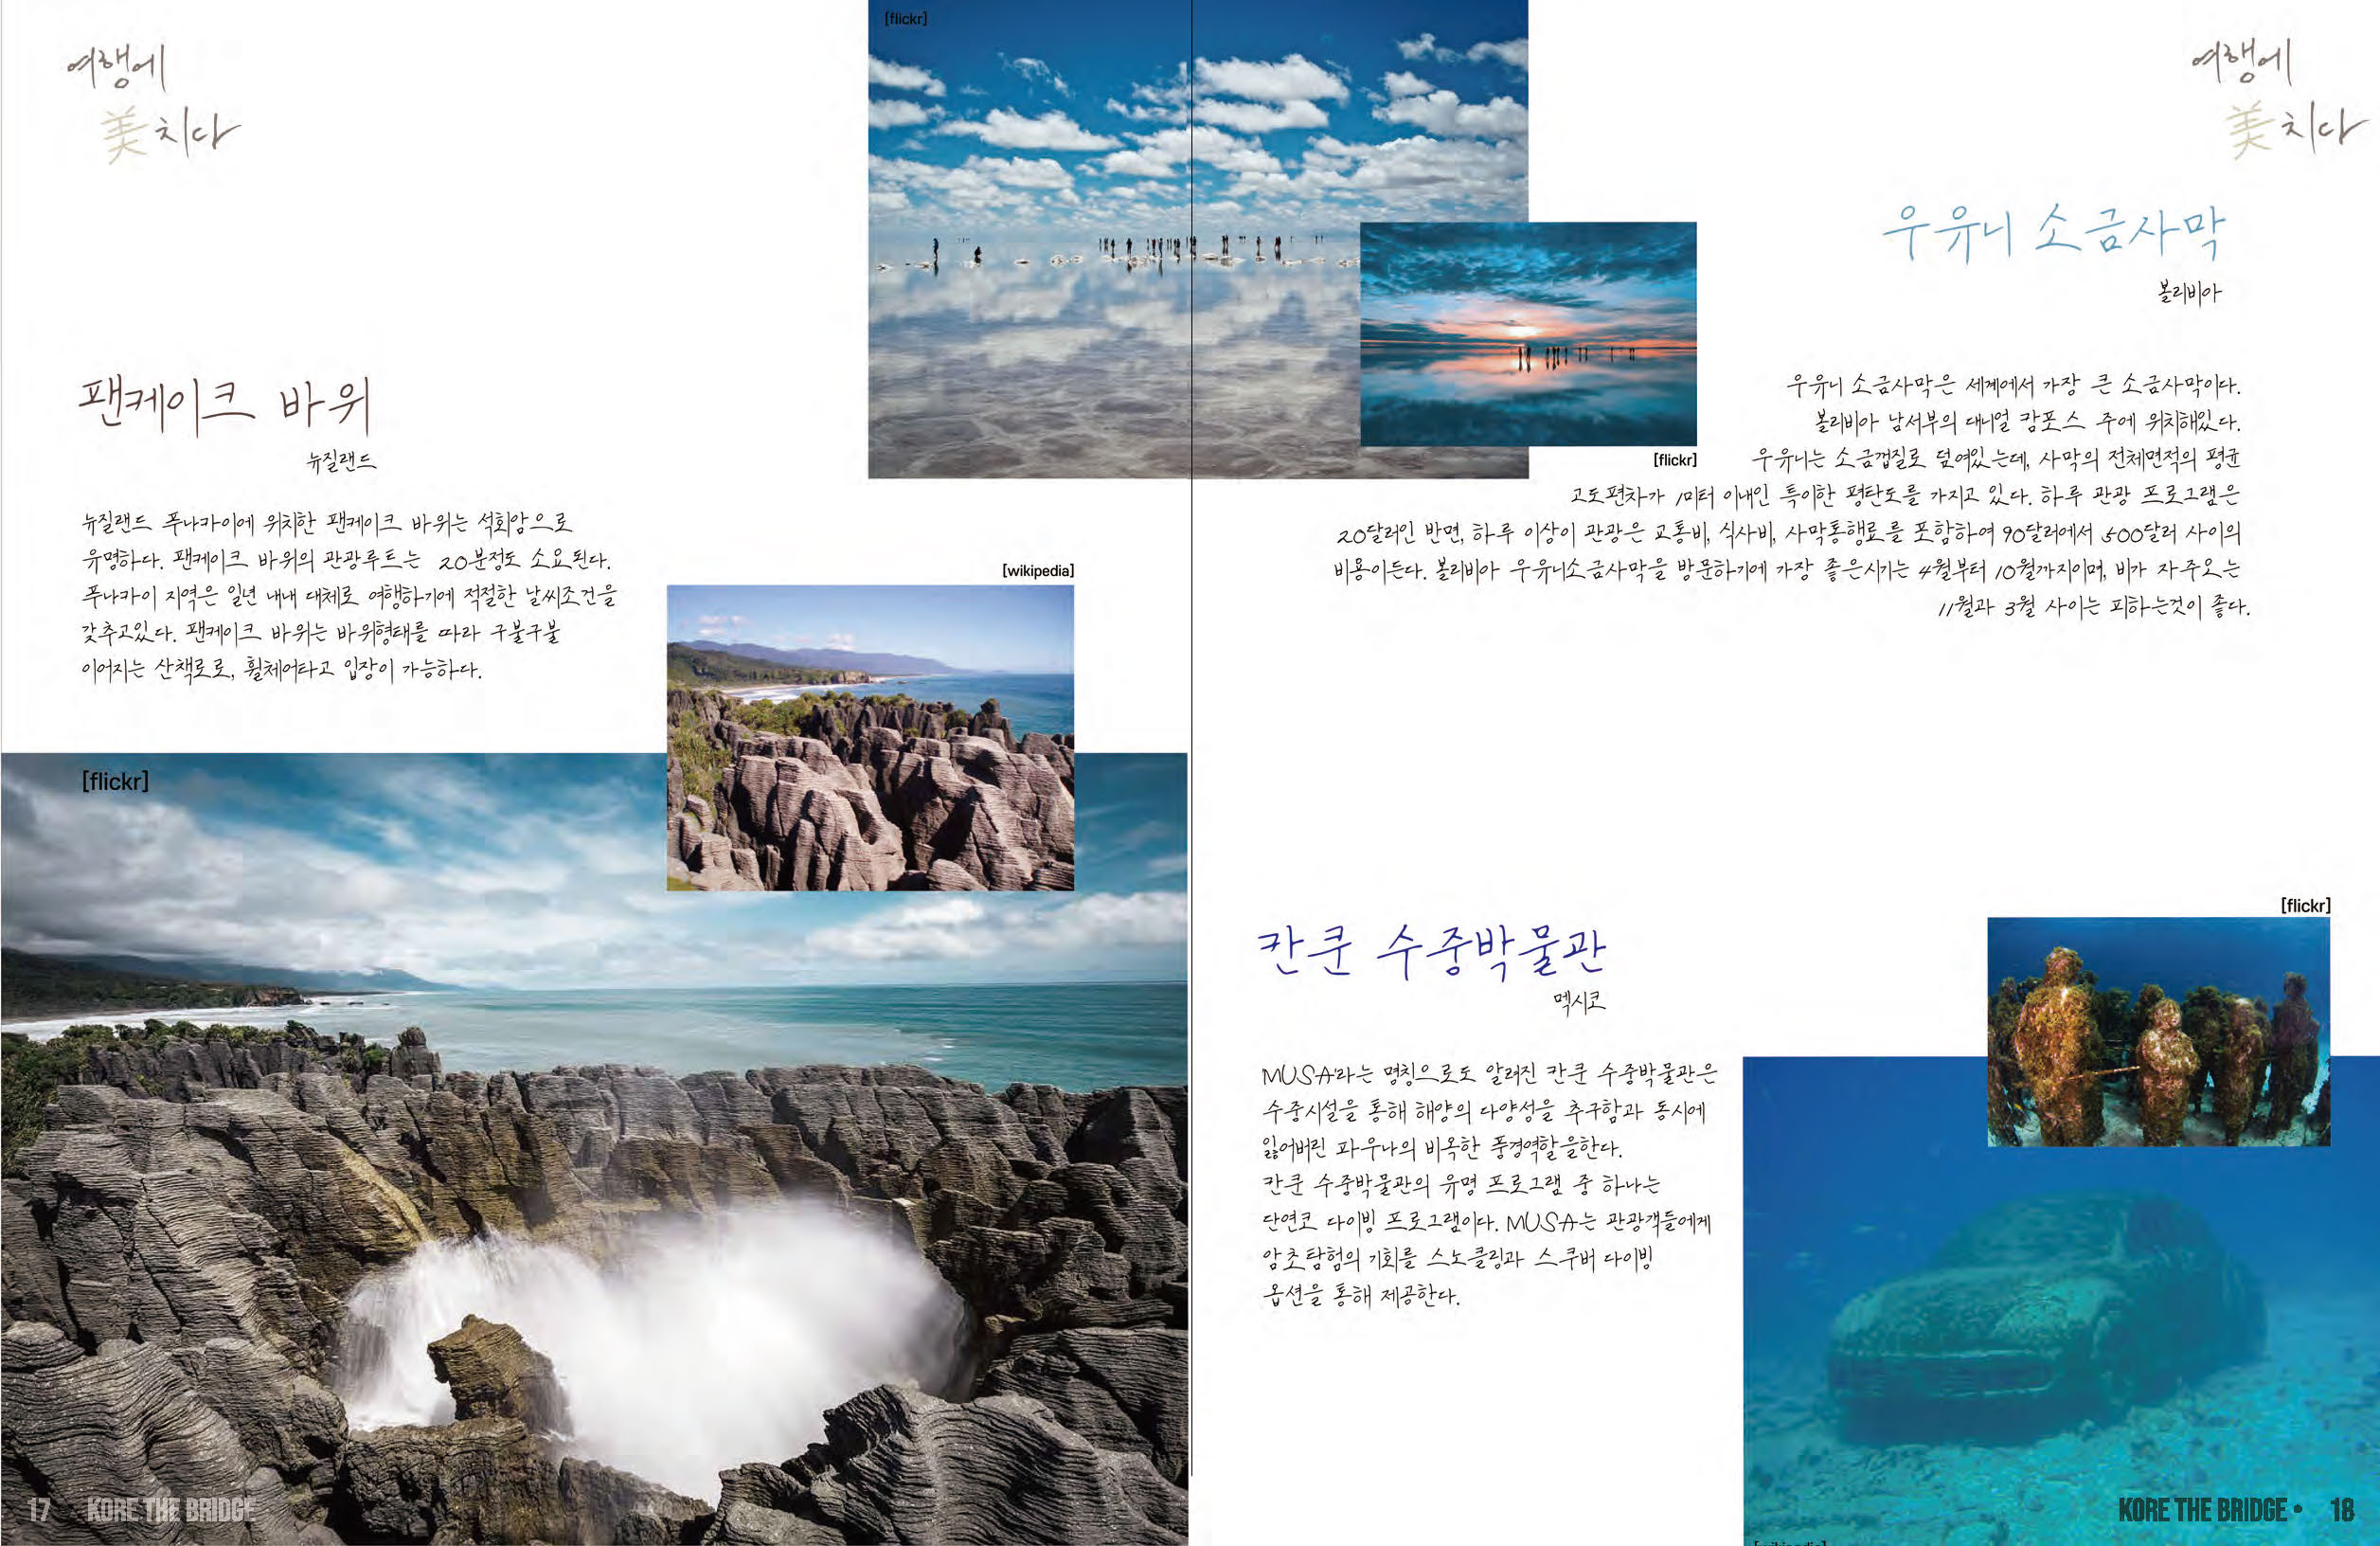 여행에
美치다
[flickr]
팬케이크 바위
뉴질랜드
뉴질랜드 푸나카이에 위치한 팬케이크 바위는 석회암으로
유명하다. 팬케이크 바위의 관광루트는 20분정도 소요된다.
푸나카이 지역은 일년 내내 대체로 여행하기에 적절한 날씨조건을
갖추고있다. 팬케이크 바위는 바위형태를 따라 구불구불
이어지는 산책로로, 휠체어타고 입장이 가능하다.
[wikipedia]
[flickr]
17 KORE THE BRIDGE
여행에
美치다
우유니 소금사막
볼리비아
[flickr]
우유니 소금사막은 세계에서 가장 큰 소금사막이다.
볼리비아 남서부의 대니얼 캄포스 주에 위치해있다.
우유니는 소금껍질로 덮여있는데, 사막의 전체면적의 평균
고도편차가 1미터 이내인 특이한 평탄도를 가지고 있다. 하루 관광 프로그램은
20달러인 반면, 하루 이상이 관광은 교통비, 식사비, 사막통행료를 포함하여 90달러에서 500달러 사이의
비용이든다. 볼리비아 우유니소금사막을 방문하기에 가장 좋은시기는 4월부터 10월까지이며, 비가 자주오는
11월과 3월 사이는 피하는것이 좋다.
칸쿤 수중박물관
멕시코
MUSA라는 명칭으로도 알려진 칸쿤 수중박물관은
수중시설을 통해 해양의 다양성을 추구함과 동시에
잃어버린 파우나의 비옥한 풍경역할을한다.
칸쿤 수중박물관의 유명 프로그램 중 하나는
단연코 다이빙 프로그램이다. MUSA는 관광객들에게
암초탐험의 기회를 스노클링과 스쿠버 다이빙
옵션을 통해 제공한다.
[flickr]
KORE THE BRIDGE • 18